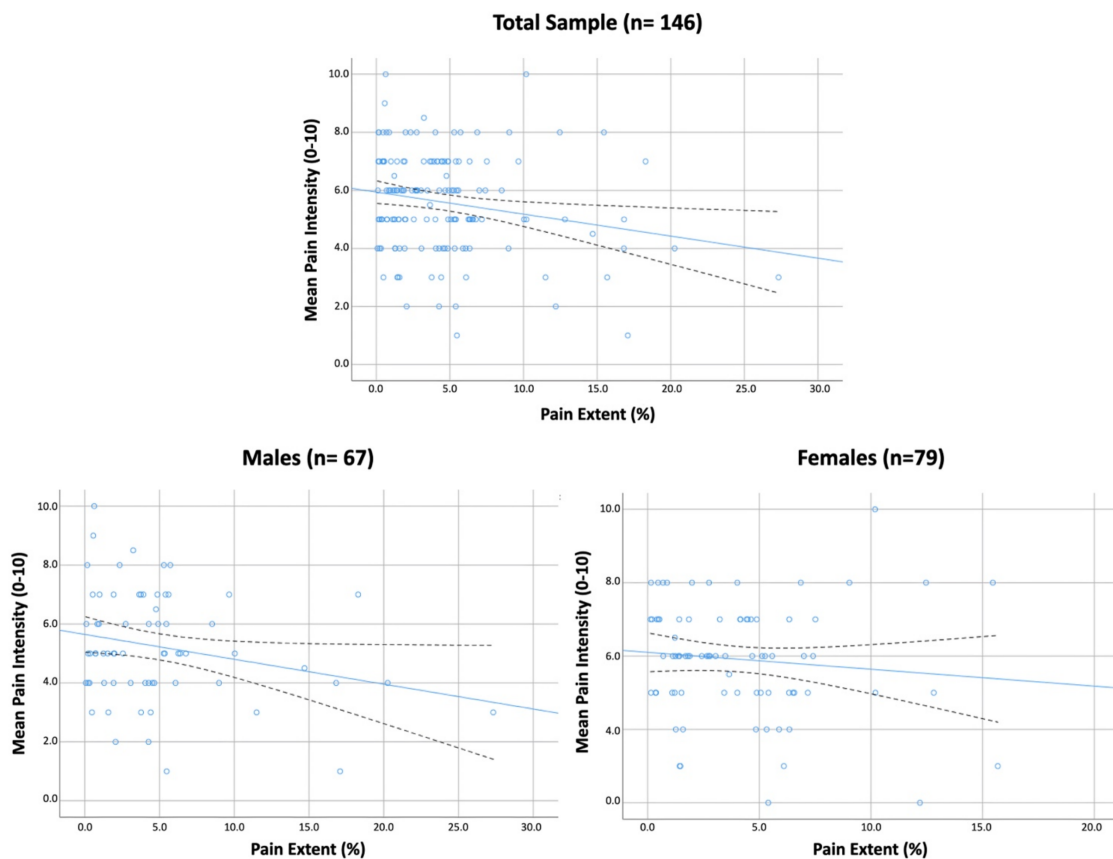 Total Sample (n= 146)
Mean Pain Intensity (0-10)
10.0
8.0
6.0
4.0
2.0
0.0
0.0 5.0 10.0 15.0 20.0 25.0 30.0
Pain Extent (%)
Males (n= 67)
Mean Pain Intensity (0-10)
10.0
8.0
6.0
4.0
2.0
0.0
0.0 5.0 10.0 15.0 20.0 25.0 30.0
Pain Extent (%)
Females (n=79)
Mean Pain Intensity (0-10)
10.0
8.0
6.0
4.0
2.0
0.0
0.0 5.0 10.0 15.0 20.0
Pain Extent (%)